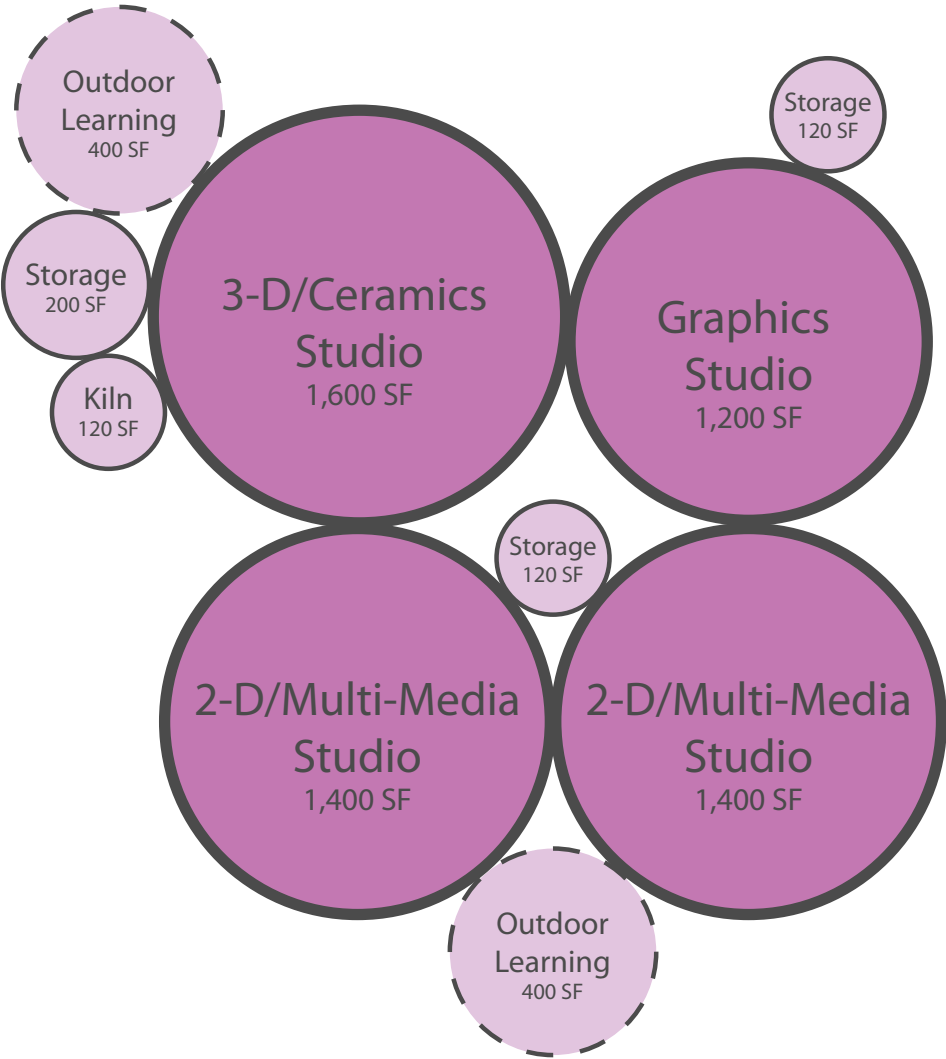 Outdoor
Learning
400 SF
Storage
120 SF
Storage
200 SF
3-D/Ceramics
Studio
1,600 SF
Graphics
Studio
1,200 SF
Kiln
120 SF
Storage
120 SF
2-D/Multi-Media
Studio
1,400 SF
2-D/Multi-Media
Studio
1,400 SF
Outdoor
Learning
400 SF